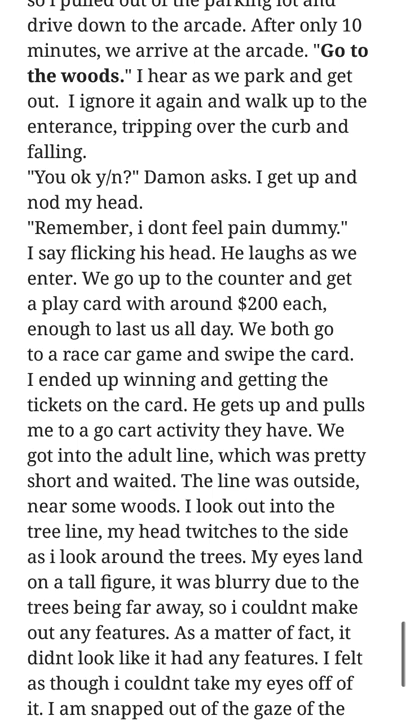 so i pulled out of the parking lot and
drive down to the arcade. After only 10
minutes, we arrive at the arcade. "Go to
the woods." I hear as we park and get
out.  I ignore it again and walk up to the
enterance, tripping over the curb and
falling.
"You ok y/n?" Damon asks. I get up and
nod my head.
"Remember, i dont feel pain dummy."
I say flicking his head. He laughs as we
enter. We go up to the counter and get
a play card with around $200 each,
enough to last us all day. We both go
to a race car game and swipe the card.
I ended up winning and getting the
tickets on the card. He gets up and pulls
me to a go cart activity they have. We
got into the adult line, which was pretty
short and waited. The line was outside,
near some woods. I look out into the
tree line, my head twitches to the side
as i look around the trees. My eyes land
on a tall figure, it was blurry due to the
trees being far away, so i couldnt make
out any features. As a matter of fact, it
didnt look like it had any features. I felt
as though i couldnt take my eyes off of
it. I am snapped out of the gaze of the